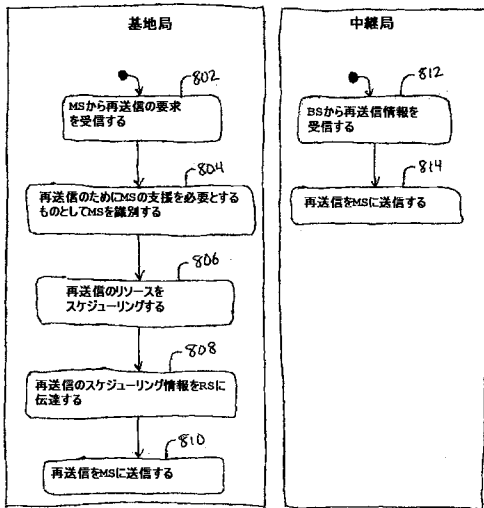 基地局
802
MSから再送信の要求
を受信する
804
再送信のためにMSの支援を必要とする
ものとしてMSを識別する
806
再送信のリソースを
スケジューリングする
808
再送信のスケジューリング情報をRSに
伝達する
810
再送信をMSに送信する
中継局
812
BSから再送信情報を
受信する
814
再送信をMSに送信する